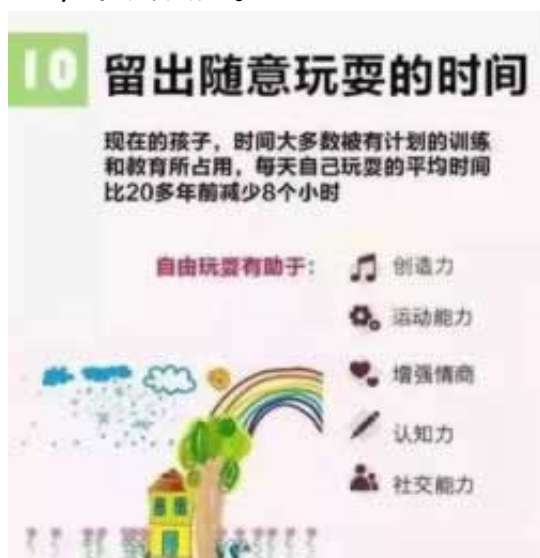 10
留出随意玩耍的时间
现在的孩子，时间大多数被有计划的训练
和教育所占用，每天自己玩耍的平均时间
比20多年前减少8个小时
自由玩耍有助于：
创造力
运动能力
增强情商
认知力
社交能力